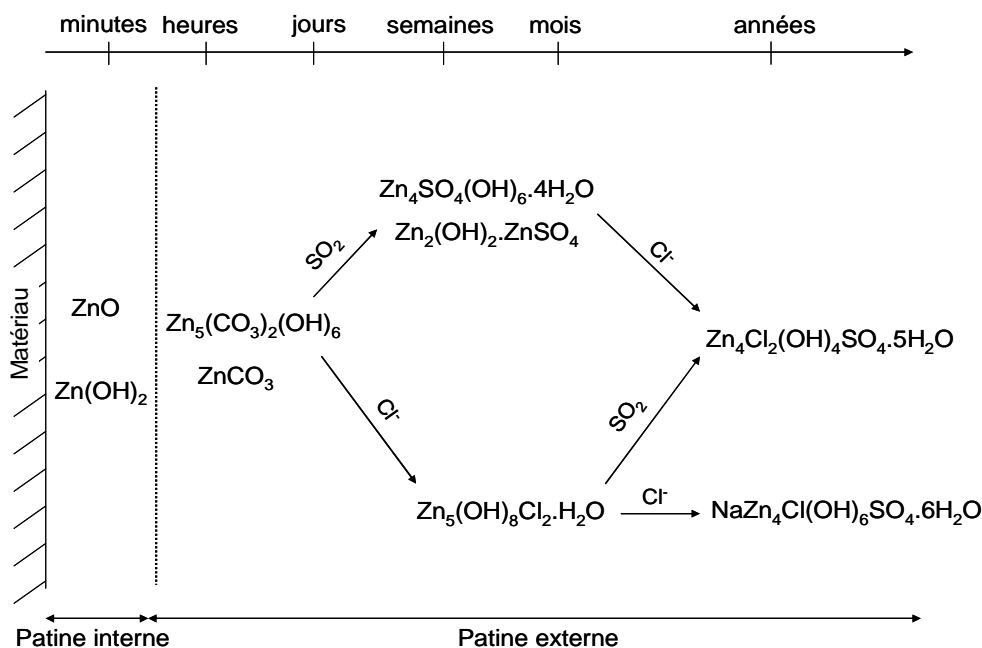 minutes heures jours semaines mois années
Zn₄SO₄(OH)₆.4H₂O
Zn₂(OH)₂.ZnSO₄
SO₂
Cl⁻
Matériau
ZnO
Zn₅(CO₃)₂(OH)₆
Zn₄Cl₂(OH)₄SO₄.5H₂O
Zn(OH)₂
ZnCO₃
Cl⁻
SO₂
Zn₅(OH)₈Cl₂.H₂O
Cl⁻
NaZn₄Cl(OH)₆SO₄.6H₂O
Patine interne
Patine externe